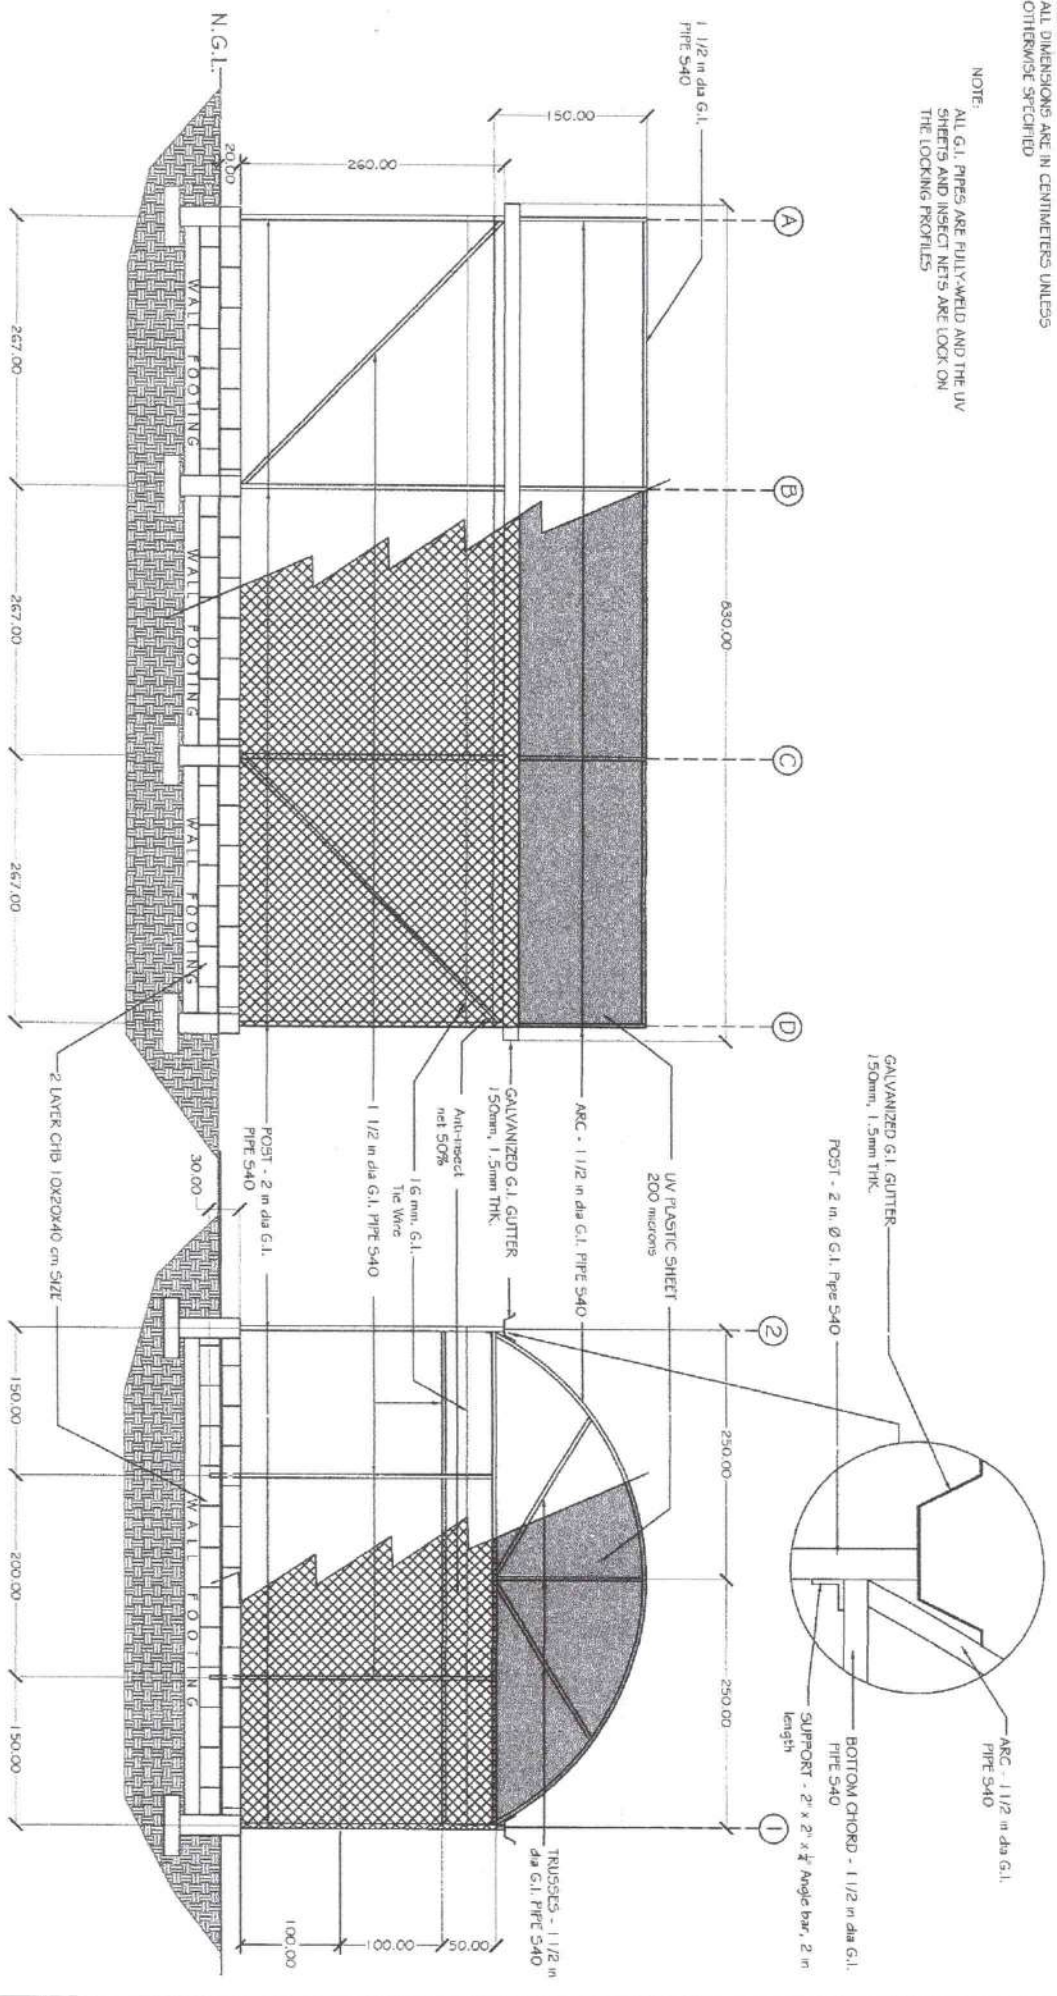 ALL DIMENSIONS ARE IN CENTIMETERS UNLESS
OTHERWISE SPECIFIED
NOTE:
ALL G.I. PIPES ARE FULLY-WELD AND THE UV
SHEETS AND INSECT NETS ARE LOCK ON
THE LOCKING PROFILES
1 1/2 in dia G.I.
PIPE S40
A
B
C
D
830.00
150.00
260.00
20.00
N.G.L.
WALL FOOTING
WALL FOOTING
WALL FOOTING
267.00
267.00
267.00
UV PLASTIC SHEET
200 microns
ARC - 1 1/2 in dia G.I. PIPE S40
GALVANIZED G.I. GUTTER
150mm, 1.5mm THK.
Anti-insect
net 50%
16 mm. G.I.
Tie Wire
1 1/2 in dia G.I. PIPE S40
POST - 2 in dia G.I.
PIPE S40
30.00
2 LAYER CHB 10X20X40 cm SIZE
GALVANIZED G.I. GUTTER
150mm, 1.5mm THK.
POST - 2 in. Ø G.I. Pipe S40
ARC - 1 1/2 in dia G.I.
PIPE S40
BOTTOM CHORD - 1 1/2 in dia G.I.
PIPE S40
SUPPORT - 2" x 2" x ¼" Angle bar, 2 in
length
2
1
250.00
250.00
TRUSSES - 1 1/2 in
dia G.I. PIPE S40
50.00
100.00
100.00
WALL FOOTING
150.00
200.00
150.00